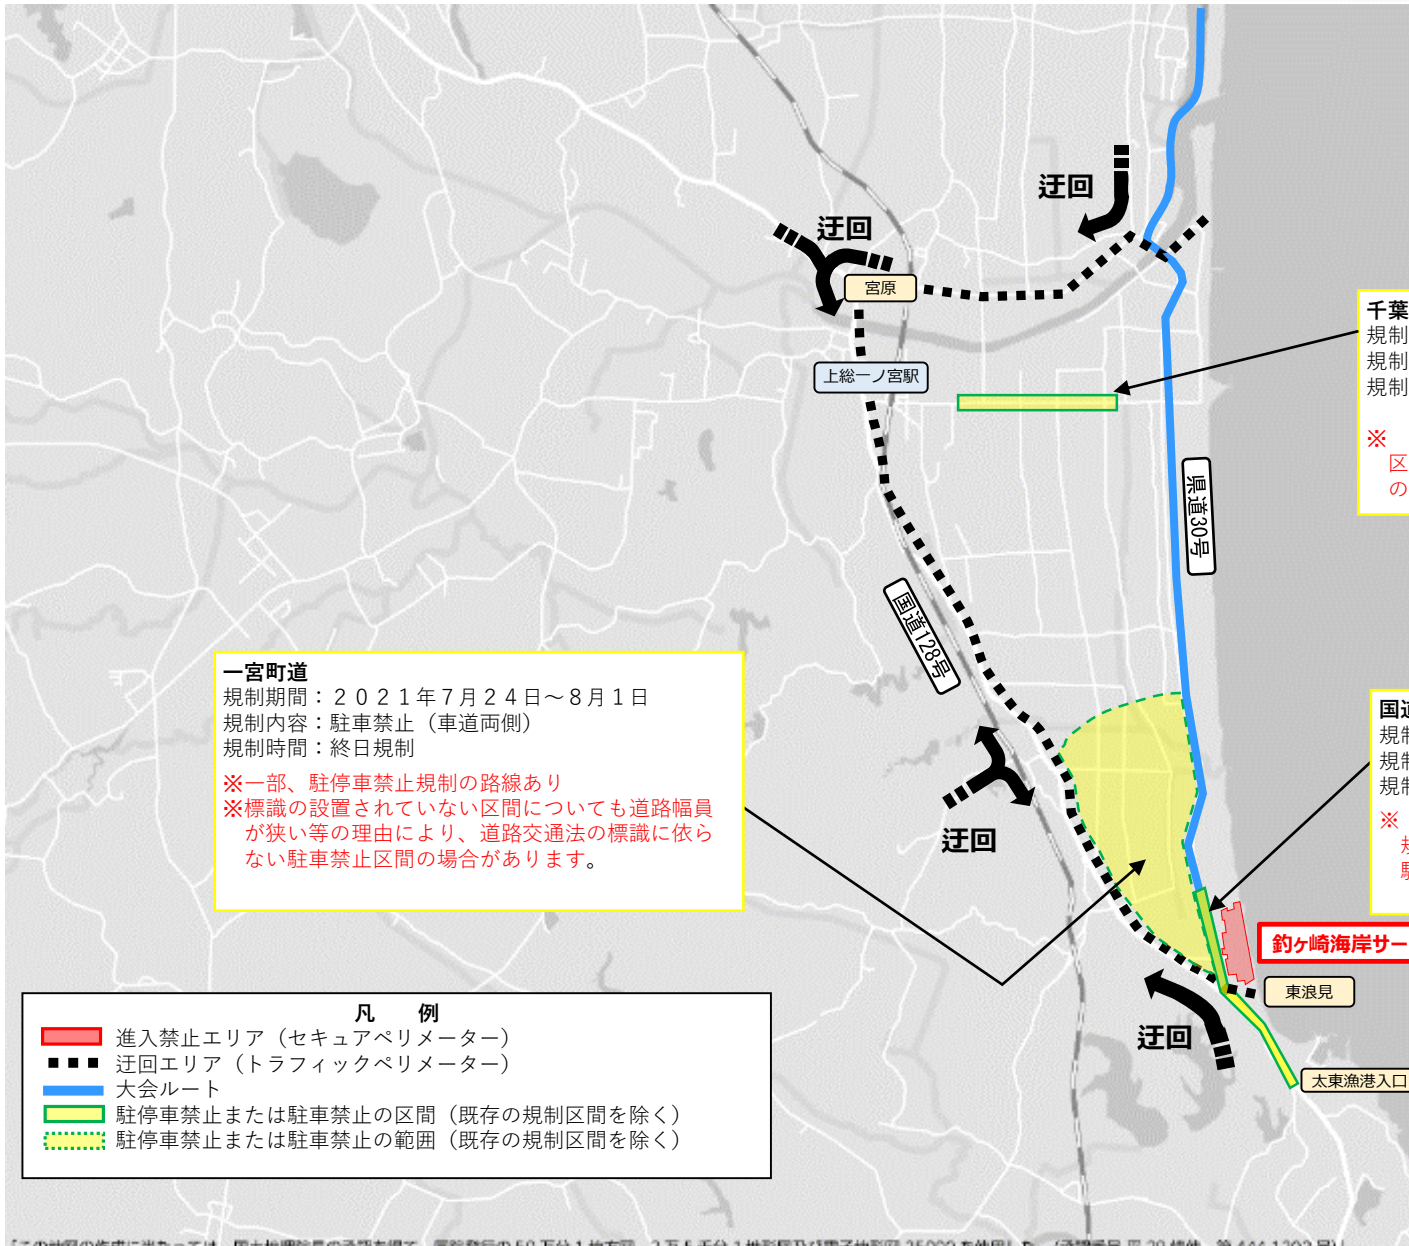 迂回
迂回
宮原
千葉
規制
規制
規制
※
区
の
上総一ノ宮駅
県道30号
国道128号
一宮町道
規制期間：２０２１年７月２４日～８月１日
規制内容：駐車禁止（車道両側）
規制時間：終日規制
※一部、駐停車禁止規制の路線あり
※標識の設置されていない区間についても道路幅員
が狭い等の理由により、道路交通法の標識に依ら
ない駐車禁止区間の場合があります。
規制
規制
規制
※
迂回
釣ヶ崎海岸サー
東浪見
迂回
太東漁港入口
凡 例
進入禁止エリア（セキュアペリメーター）
迂回エリア（トラフィックペリメーター）
大会ルート
駐停車禁止または駐車禁止の区間（既存の規制区間を除く）
駐停車禁止または駐車禁止の範囲（既存の規制区間を除く）